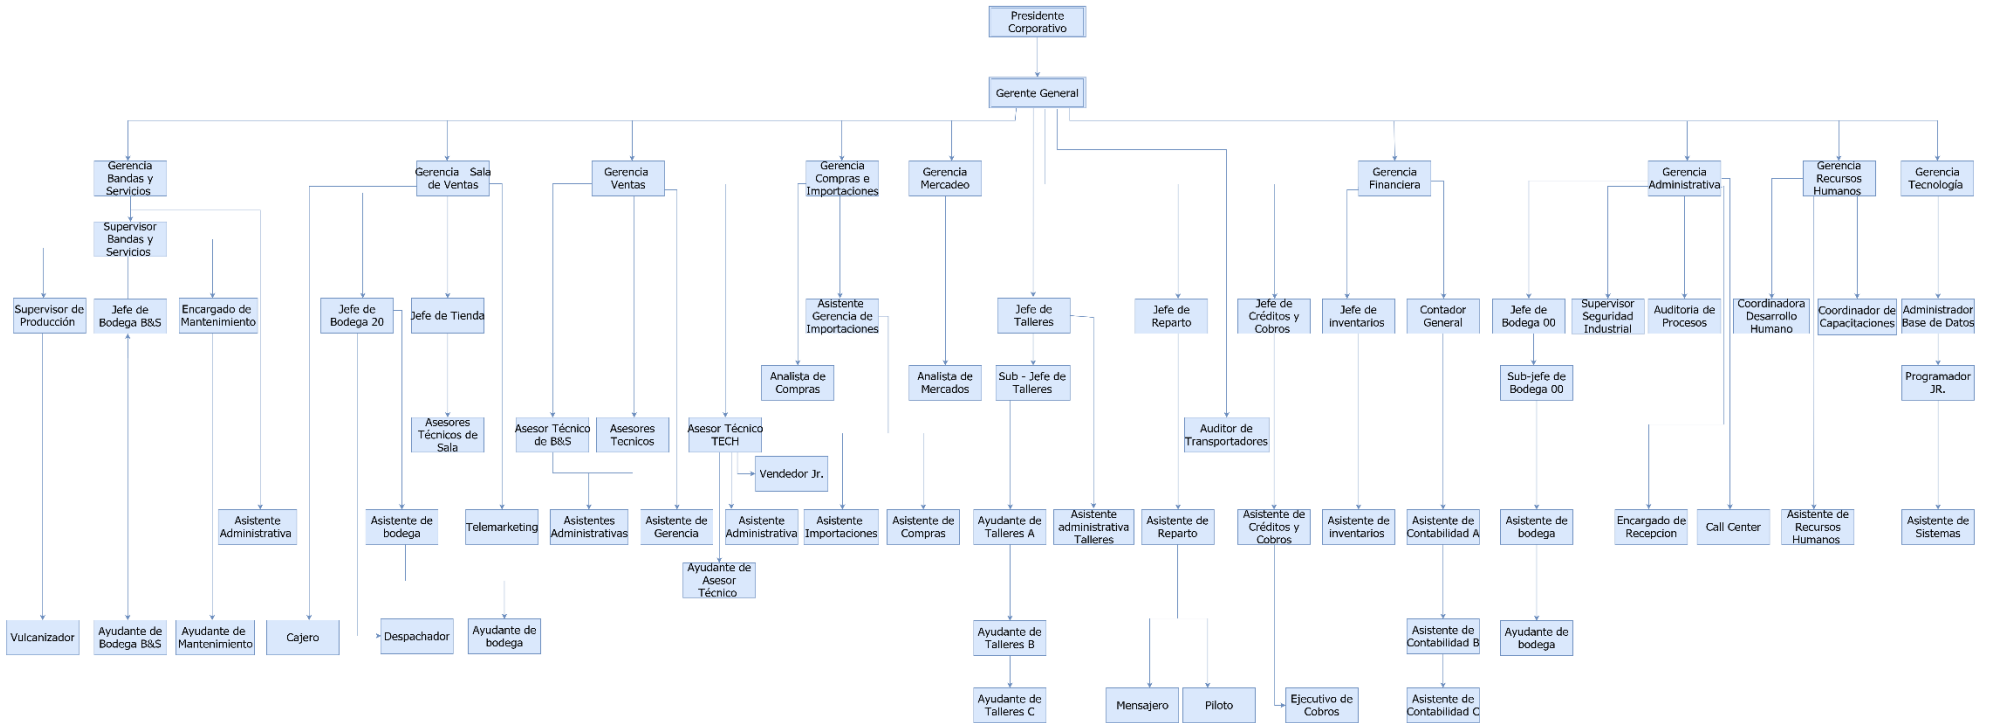 Presidente
Corporativo
Gerente General
Gerencia
Bandas y
Servicios
Gerencia Sala
de Ventas
Gerencia
Ventas
Gerencia
Compras e
Importaciones
Gerencia
Mercadeo
Gerencia
Financiera
Gerencia
Administrativa
Gerencia
Recursos
Humanos
Gerencia
Tecnología
Supervisor
Bandas y
Servicios
Supervisor de
Producción
Jefe de
Bodega B&S
Encargado de
Mantenimiento
Jefe de
Bodega 20
Jefe de Tienda
Asistente
Gerencia de
Importaciones
Jefe de
Talleres
Jefe de
Reparto
Jefe de
Créditos y
Cobros
Jefe de
inventarios
Contador
General
Jefe de
Bodega 00
Supervisor
Seguridad
Industrial
Auditoria de
Procesos
Coordinadora
Desarrollo
Humano
Coordinador de
Capacitaciones
Administrador
Base de Datos
Analista de
Compras
Analista de
Mercados
Sub - Jefe de
Talleres
Sub-jefe de
Bodega 00
Programador
JR.
Asesores
Técnicos de
Sala
Asesor Técnico
de B&S
Asesores
Tecnicos
Asesor Técnico
TECH
Auditor de
Transportadores
Vendedor Jr.
Asistente
Administrativa
Asistente de
bodega
Telemarketing
Asistentes
Administrativas
Asistente de
Gerencia
Asistente
Administrativa
Asistente
Importaciones
Asistente de
Compras
Ayudante de
Talleres A
Asistente
administrativa
Talleres
Asistente de
Reparto
Asistente de
Créditos y
Cobros
Asistente de
inventarios
Asistente de
Contabilidad A
Asistente de
bodega
Encargado de
Recepcion
Call Center
Asistente de
Recursos
Humanos
Asistente de
Sistemas
Ayudante de
Asesor
Técnico
Vulcanizador
Ayudante de
Bodega B&S
Ayudante de
Mantenimiento
Cajero
Despachador
Ayudante de
bodega
Ayudante de
Talleres B
Asistente de
Contabilidad B
Ayudante de
bodega
Ayudante de
Talleres C
Mensajero
Piloto
Ejecutivo de
Cobros
Asistente de
Contabilidad C